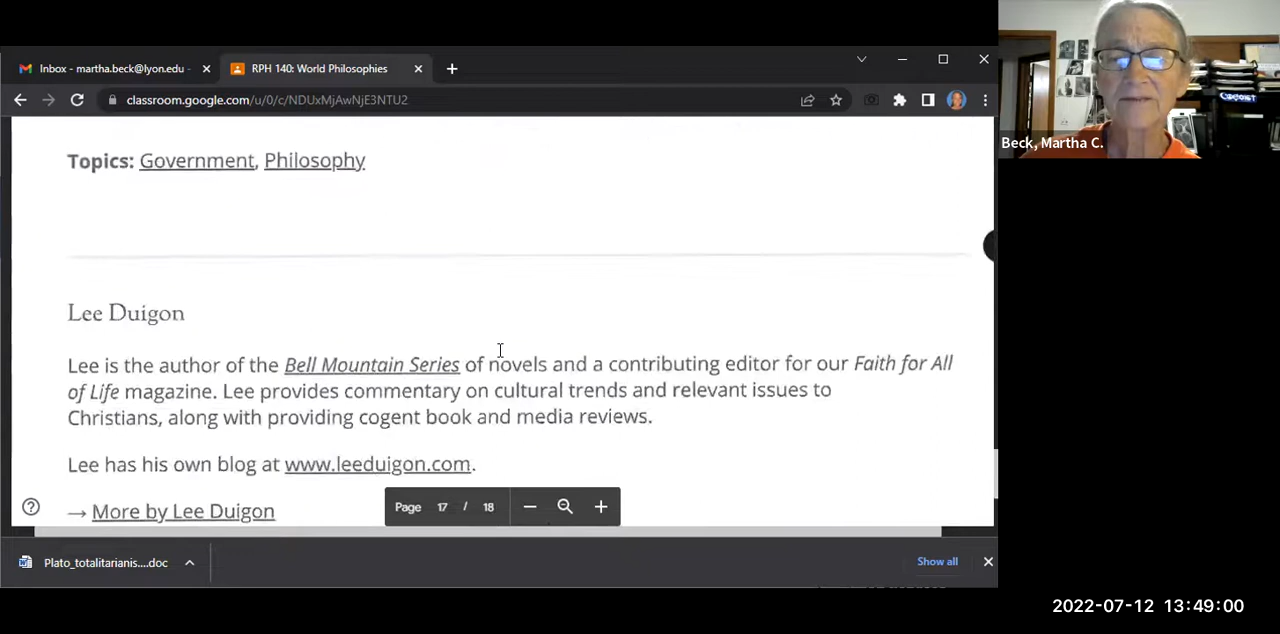 Inbox - martha.beck@lyon.edu -
RPH 140: World Philosophies
classroom.google.com/u/0/c/NDUxMjAwNjE3NTU2
Beck, Martha C.
Topics: Government, Philosophy
Lee Duigon
Lee is the author of the Bell Mountain Series of novels and a contributing editor for our Faith for All
of Life magazine. Lee provides commentary on cultural trends and relevant issues to
Christians, along with providing cogent book and media reviews.
Lee has his own blog at www.leeduigon.com.
→ More by Lee Duigon
Page 17 / 18
Plato_totalitarianis....doc
Show all
2022-07-12 13:49:00